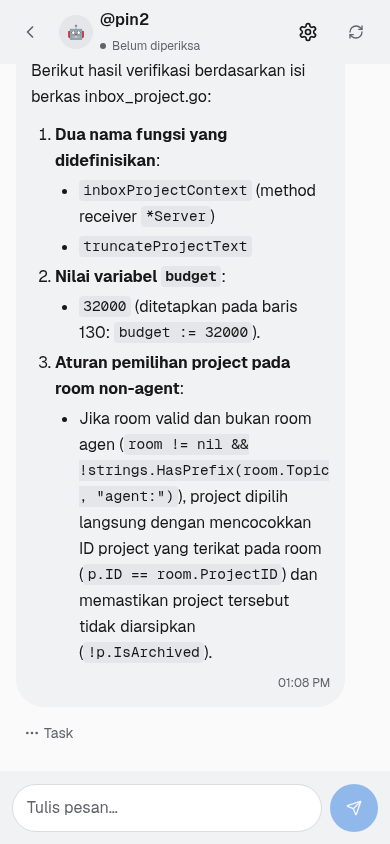 @pin2
Belum diperiksa
Berikut hasil verifikasi berdasarkan isi
berkas inbox_project.go:
1. Dua nama fungsi yang
didefinisikan:
• inboxProjectContext (method
receiver *Server)
• truncateProjectText
2. Nilai variabel budget:
• 32000 (ditetapkan pada baris
130: budget := 32000).
3. Aturan pemilihan project pada
room non-agent:
• Jika room valid dan bukan room
agen (room != nil &&
!strings.HasPrefix(room.Topic
, "agent:")), project dipilih
langsung dengan mencocokkan
ID project yang terikat pada room
(p.ID == room.ProjectID) dan
memastikan project tersebut
tidak diarsipkan
(!p.IsArchived).
01:08 PM
··· Task
Tulis pesan...